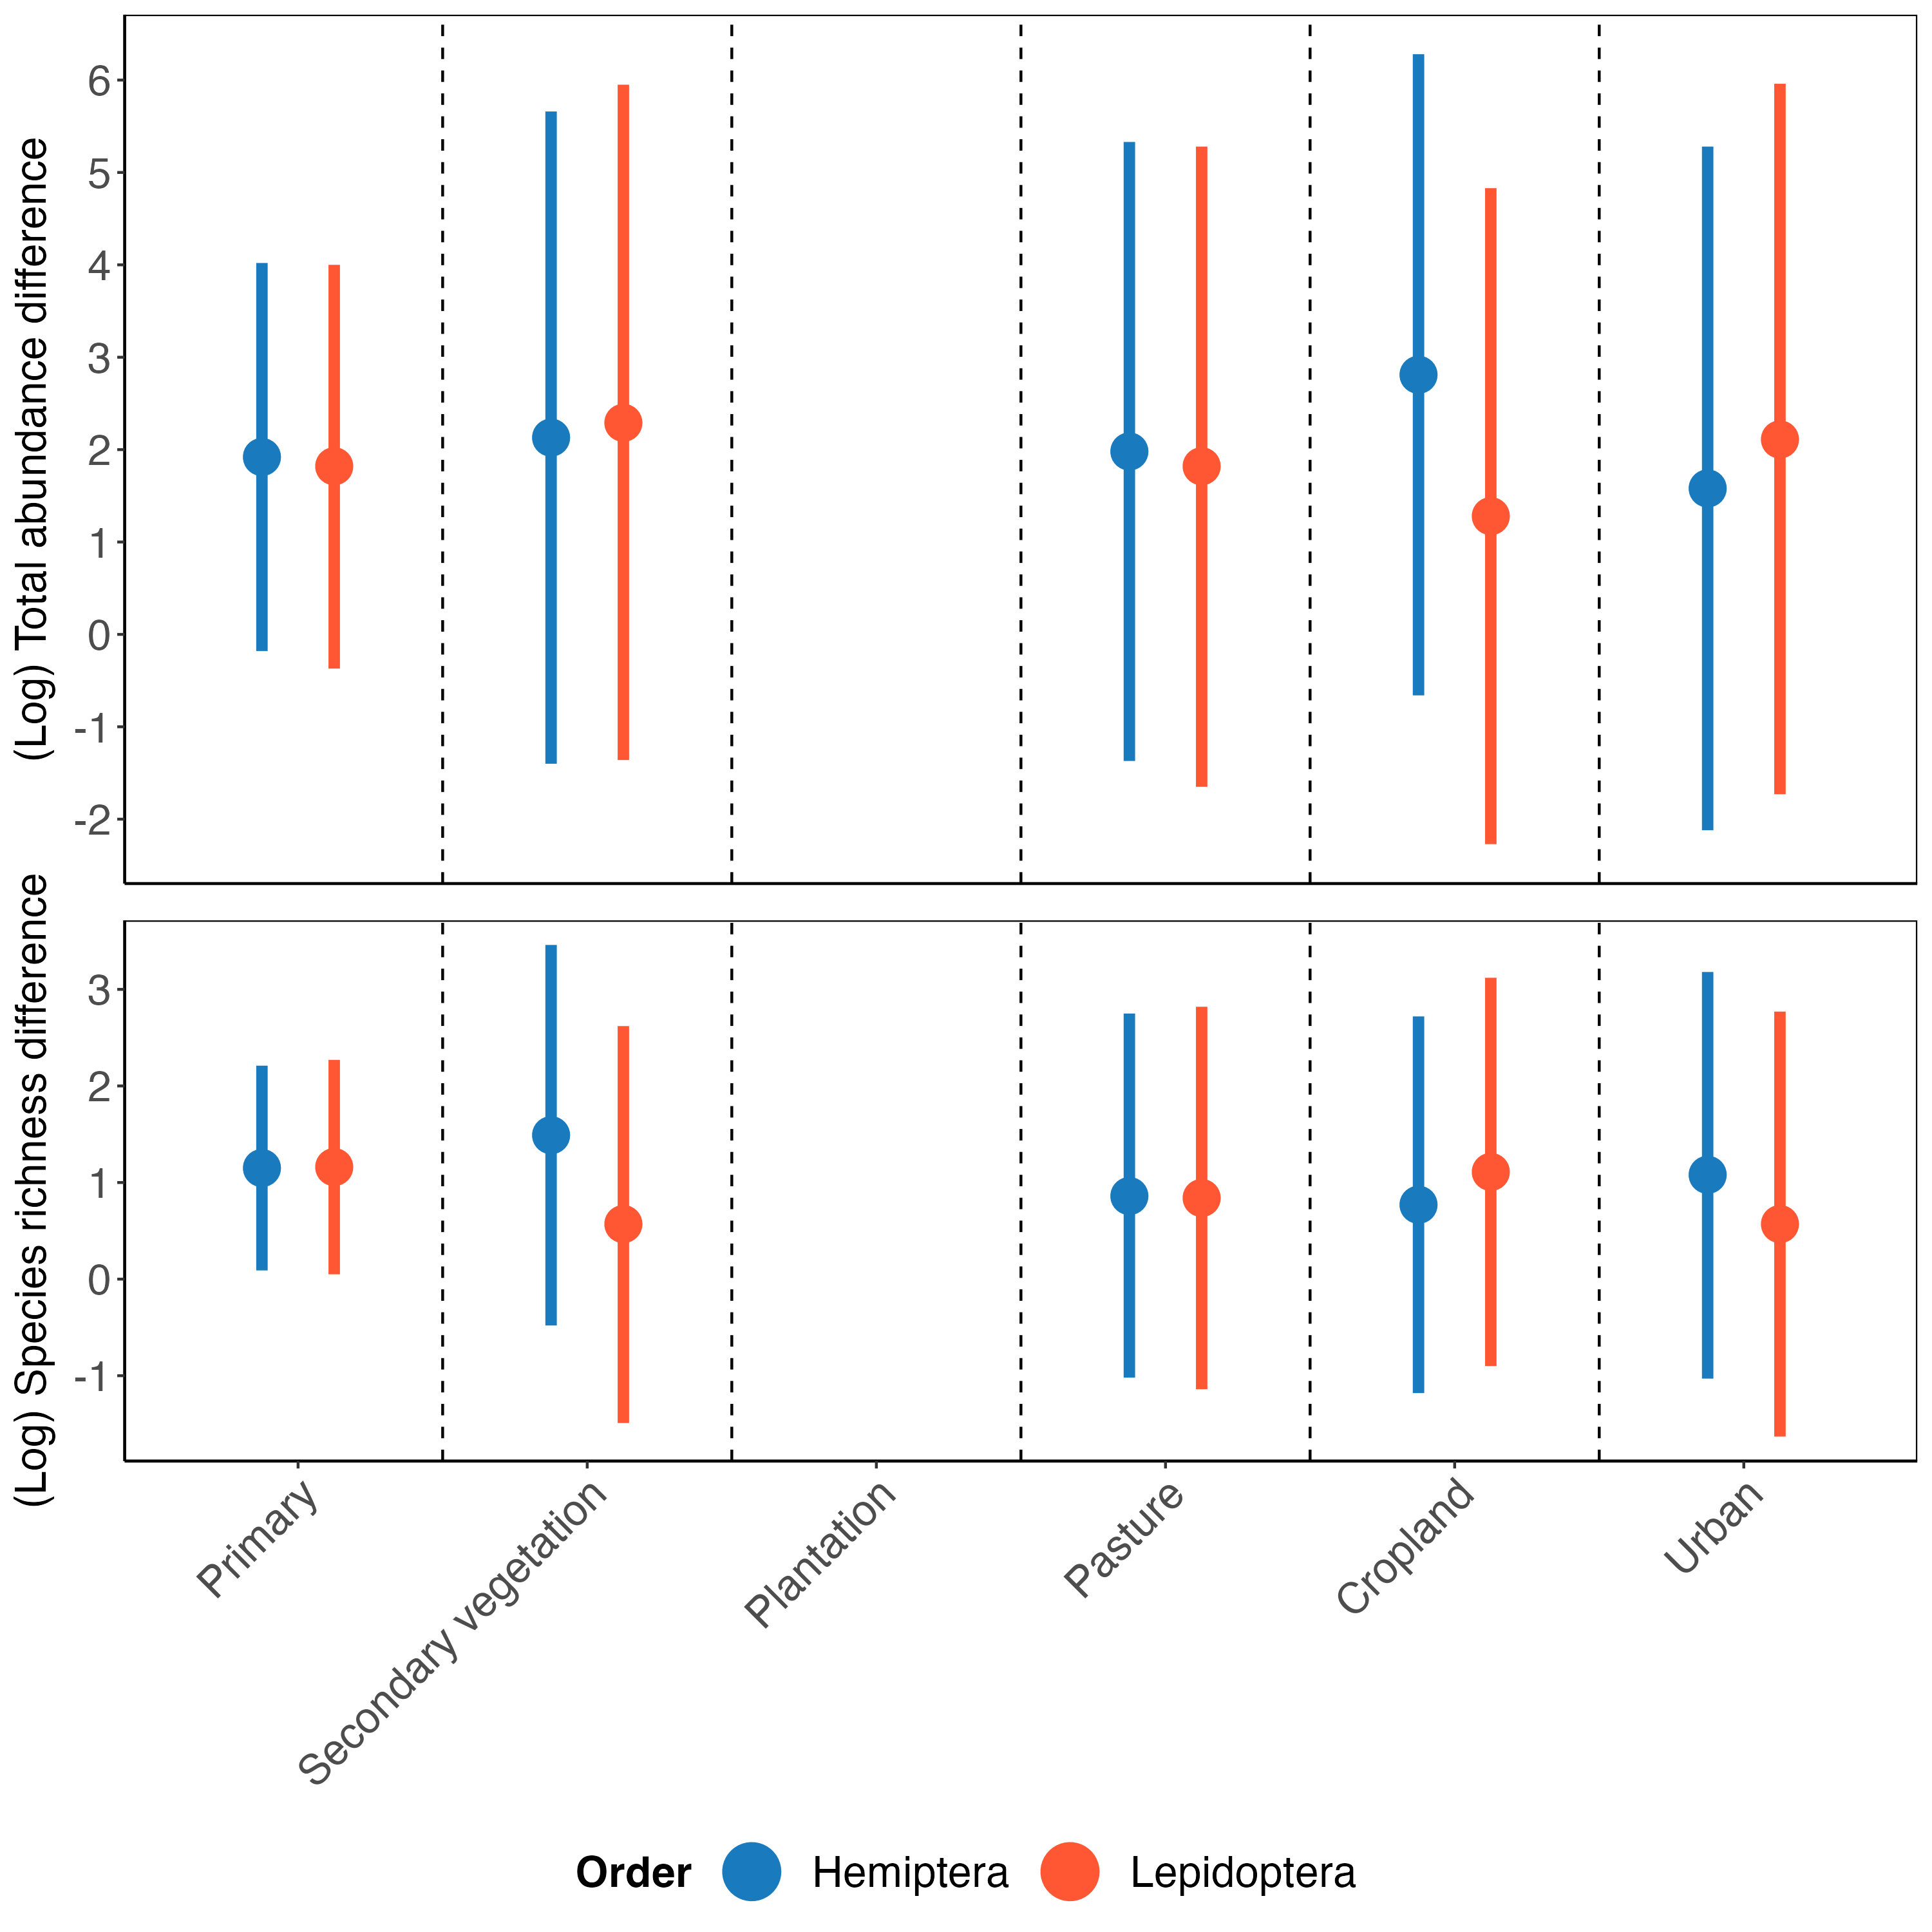 (Log) Total abundance difference
6
5
4
3
2
1
0
-1
-2
(Log) Species richness difference
3
2
1
0
-1
Primary
Secondary vegetation
Plantation
Pasture
Cropland
Urban
Order Hemiptera Lepidoptera